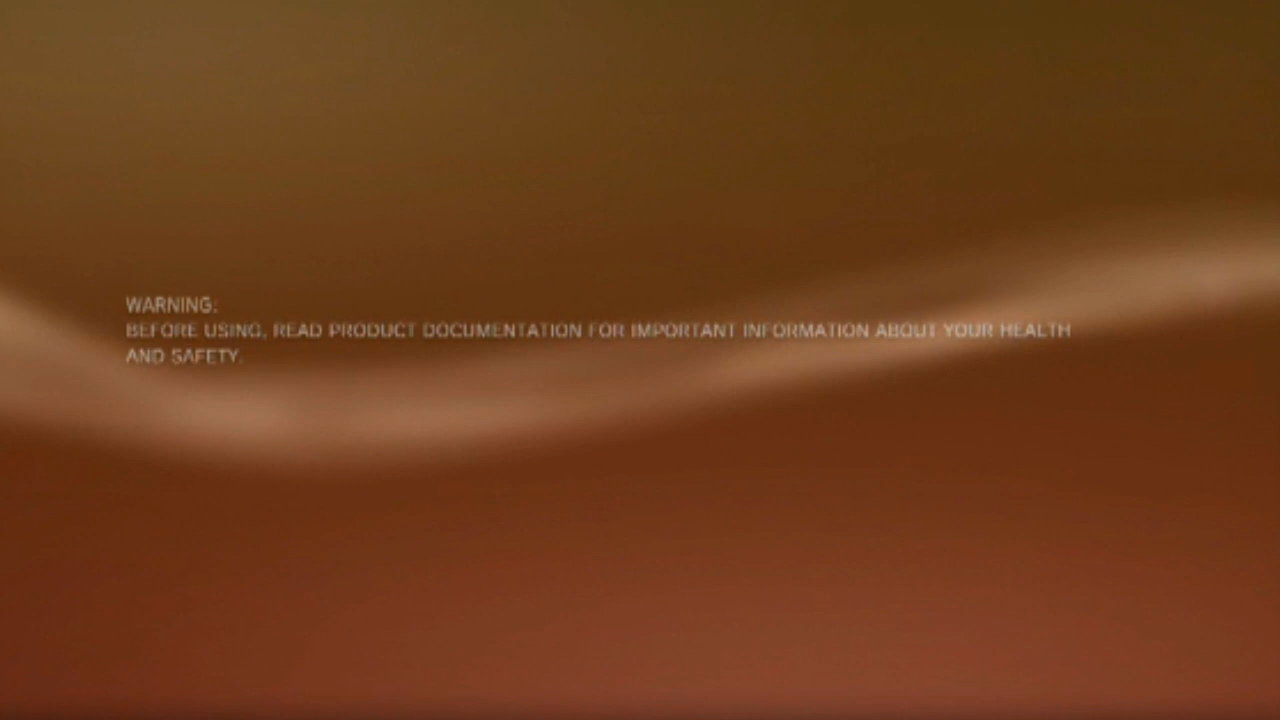 WARNING:
BEFORE USING, READ PRODUCT DOCUMENTATION FOR IMPORTANT INFORMATION ABOUT YOUR HEALTH
AND SAFETY.